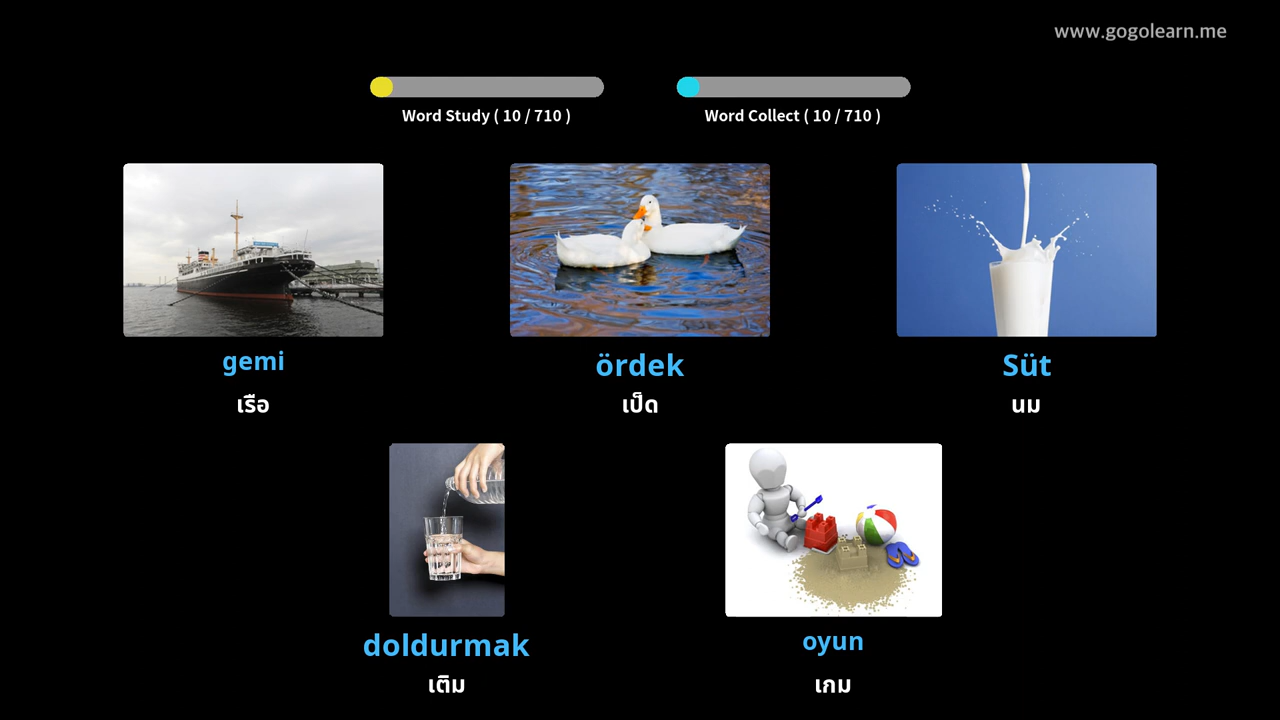 www.gogolearn.me
Word Study ( 10 / 710 )
Word Collect ( 10 / 710 )
gemi
เรือ
ördek
เป็ด
Süt
นม
doldurmak
เติม
oyun
เกม